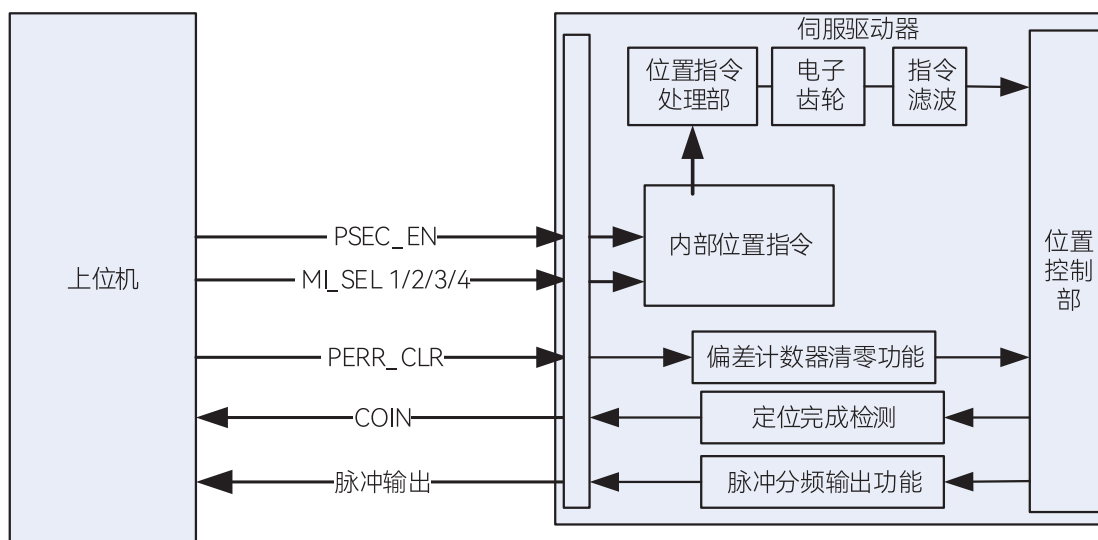 伺服驱动器
位置指令
处理部
电子
齿轮
指令
滤波
PSEC_EN
内部位置指令
上位机
MI_SEL 1/2/3/4
位置
控制
部
PERR_CLR
偏差计数器清零功能
COIN
定位完成检测
脉冲输出
脉冲分频输出功能